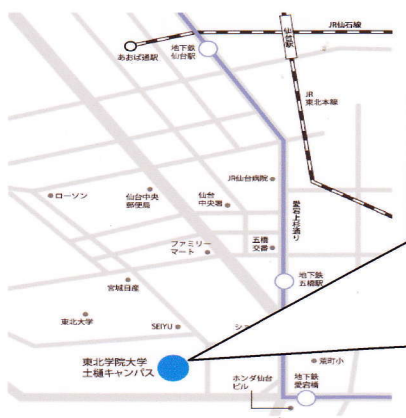 JR仙石線
仙台駅
あおば通駅
地下鉄
仙台駅
JR
東北本線
JR仙台病院
愛宕上杉通り
ローソン
仙台中央
郵便局
仙台
中央署
五橋
交番
ファミリー
マート
地下鉄
五橋駅
宮城日産
東北大学
SEIYU
東北学院大学
土樋キャンパス
荒町小
ホンダ仙台
ビル
地下鉄
愛宕橋